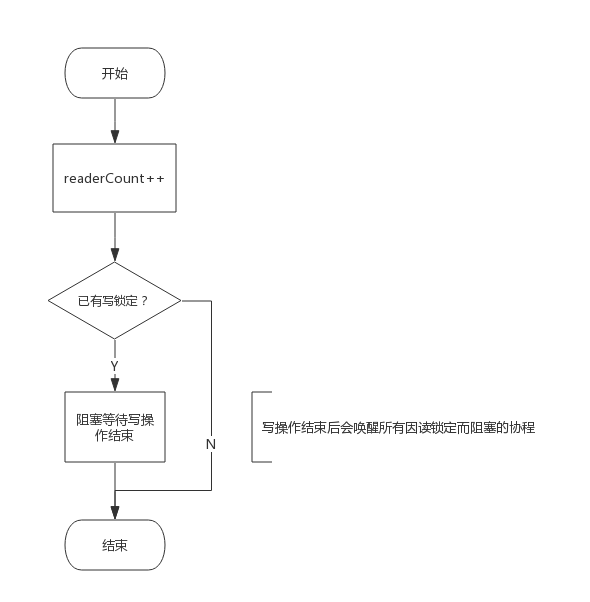 开始
readerCount++
已有写锁定？
Y
阻塞等待写操
作结束
写操作结束后会唤醒所有因读锁定而阻塞的协程
N
结束